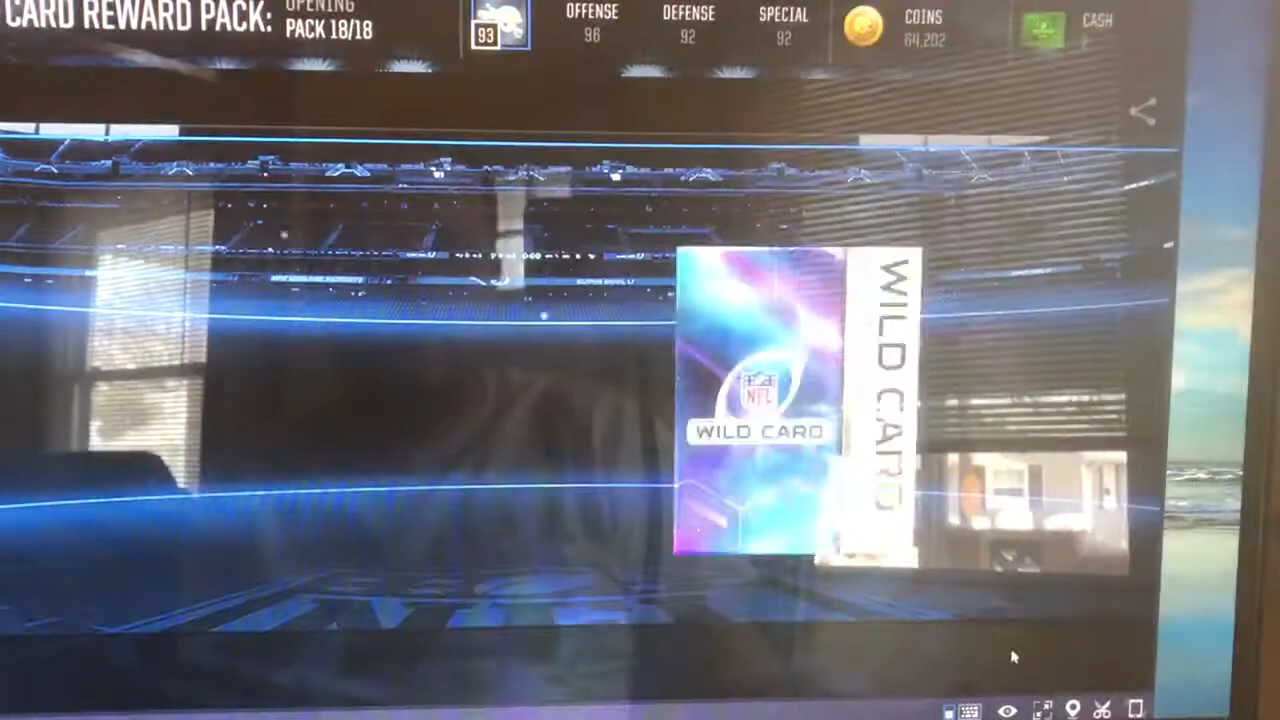 CARD REWARD PACK:
OPENING
PACK 18/18
93
OFFENSE
96
DEFENSE
92
SPECIAL
92
COINS
64,202
CASH
NFL
WILD CARD
WILD CARD